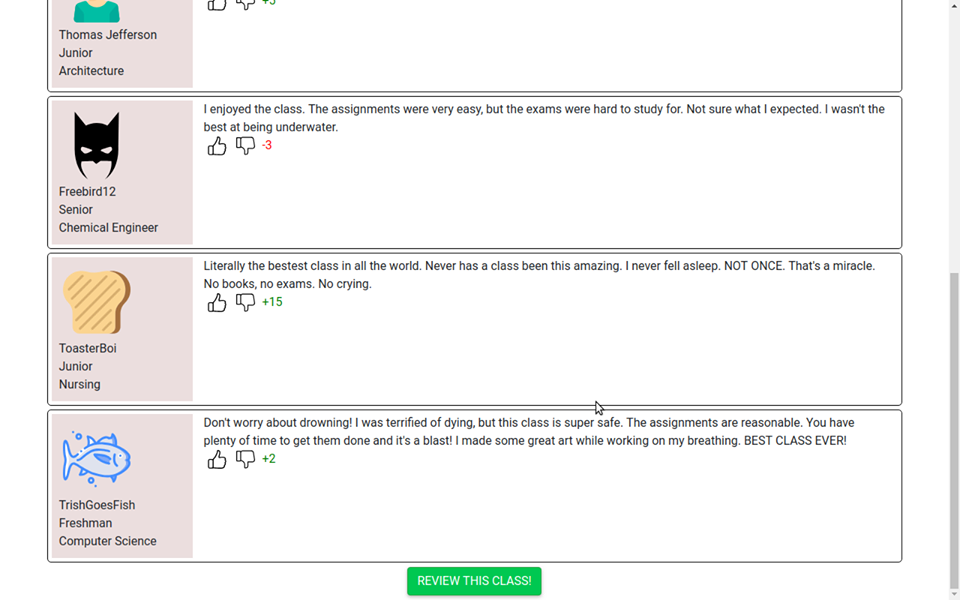 +5
Thomas Jefferson
Junior
Architecture
I enjoyed the class. The assignments were very easy, but the exams were hard to study for. Not sure what I expected. I wasn't the
best at being underwater.
-3
Freebird12
Senior
Chemical Engineer
Literally the bestest class in all the world. Never has a class been this amazing. I never fell asleep. NOT ONCE. That's a miracle.
No books, no exams. No crying.
+15
ToasterBoi
Junior
Nursing
Don't worry about drowning! I was terrified of dying, but this class is super safe. The assignments are reasonable. You have
plenty of time to get them done and it's a blast! I made some great art while working on my breathing. BEST CLASS EVER!
+2
TrishGoesFish
Freshman
Computer Science
REVIEW THIS CLASS!